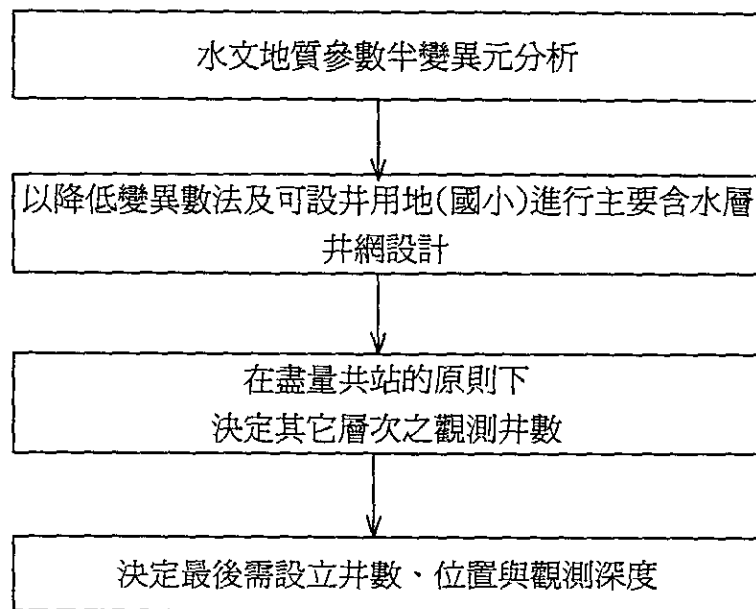 水文地質參數半變異元分析
以降低變異數法及可設井用地(國小)進行主要含水層
井網設計
在盡量共站的原則下
決定其它層次之觀測井數
決定最後需設立井數、位置與觀測深度